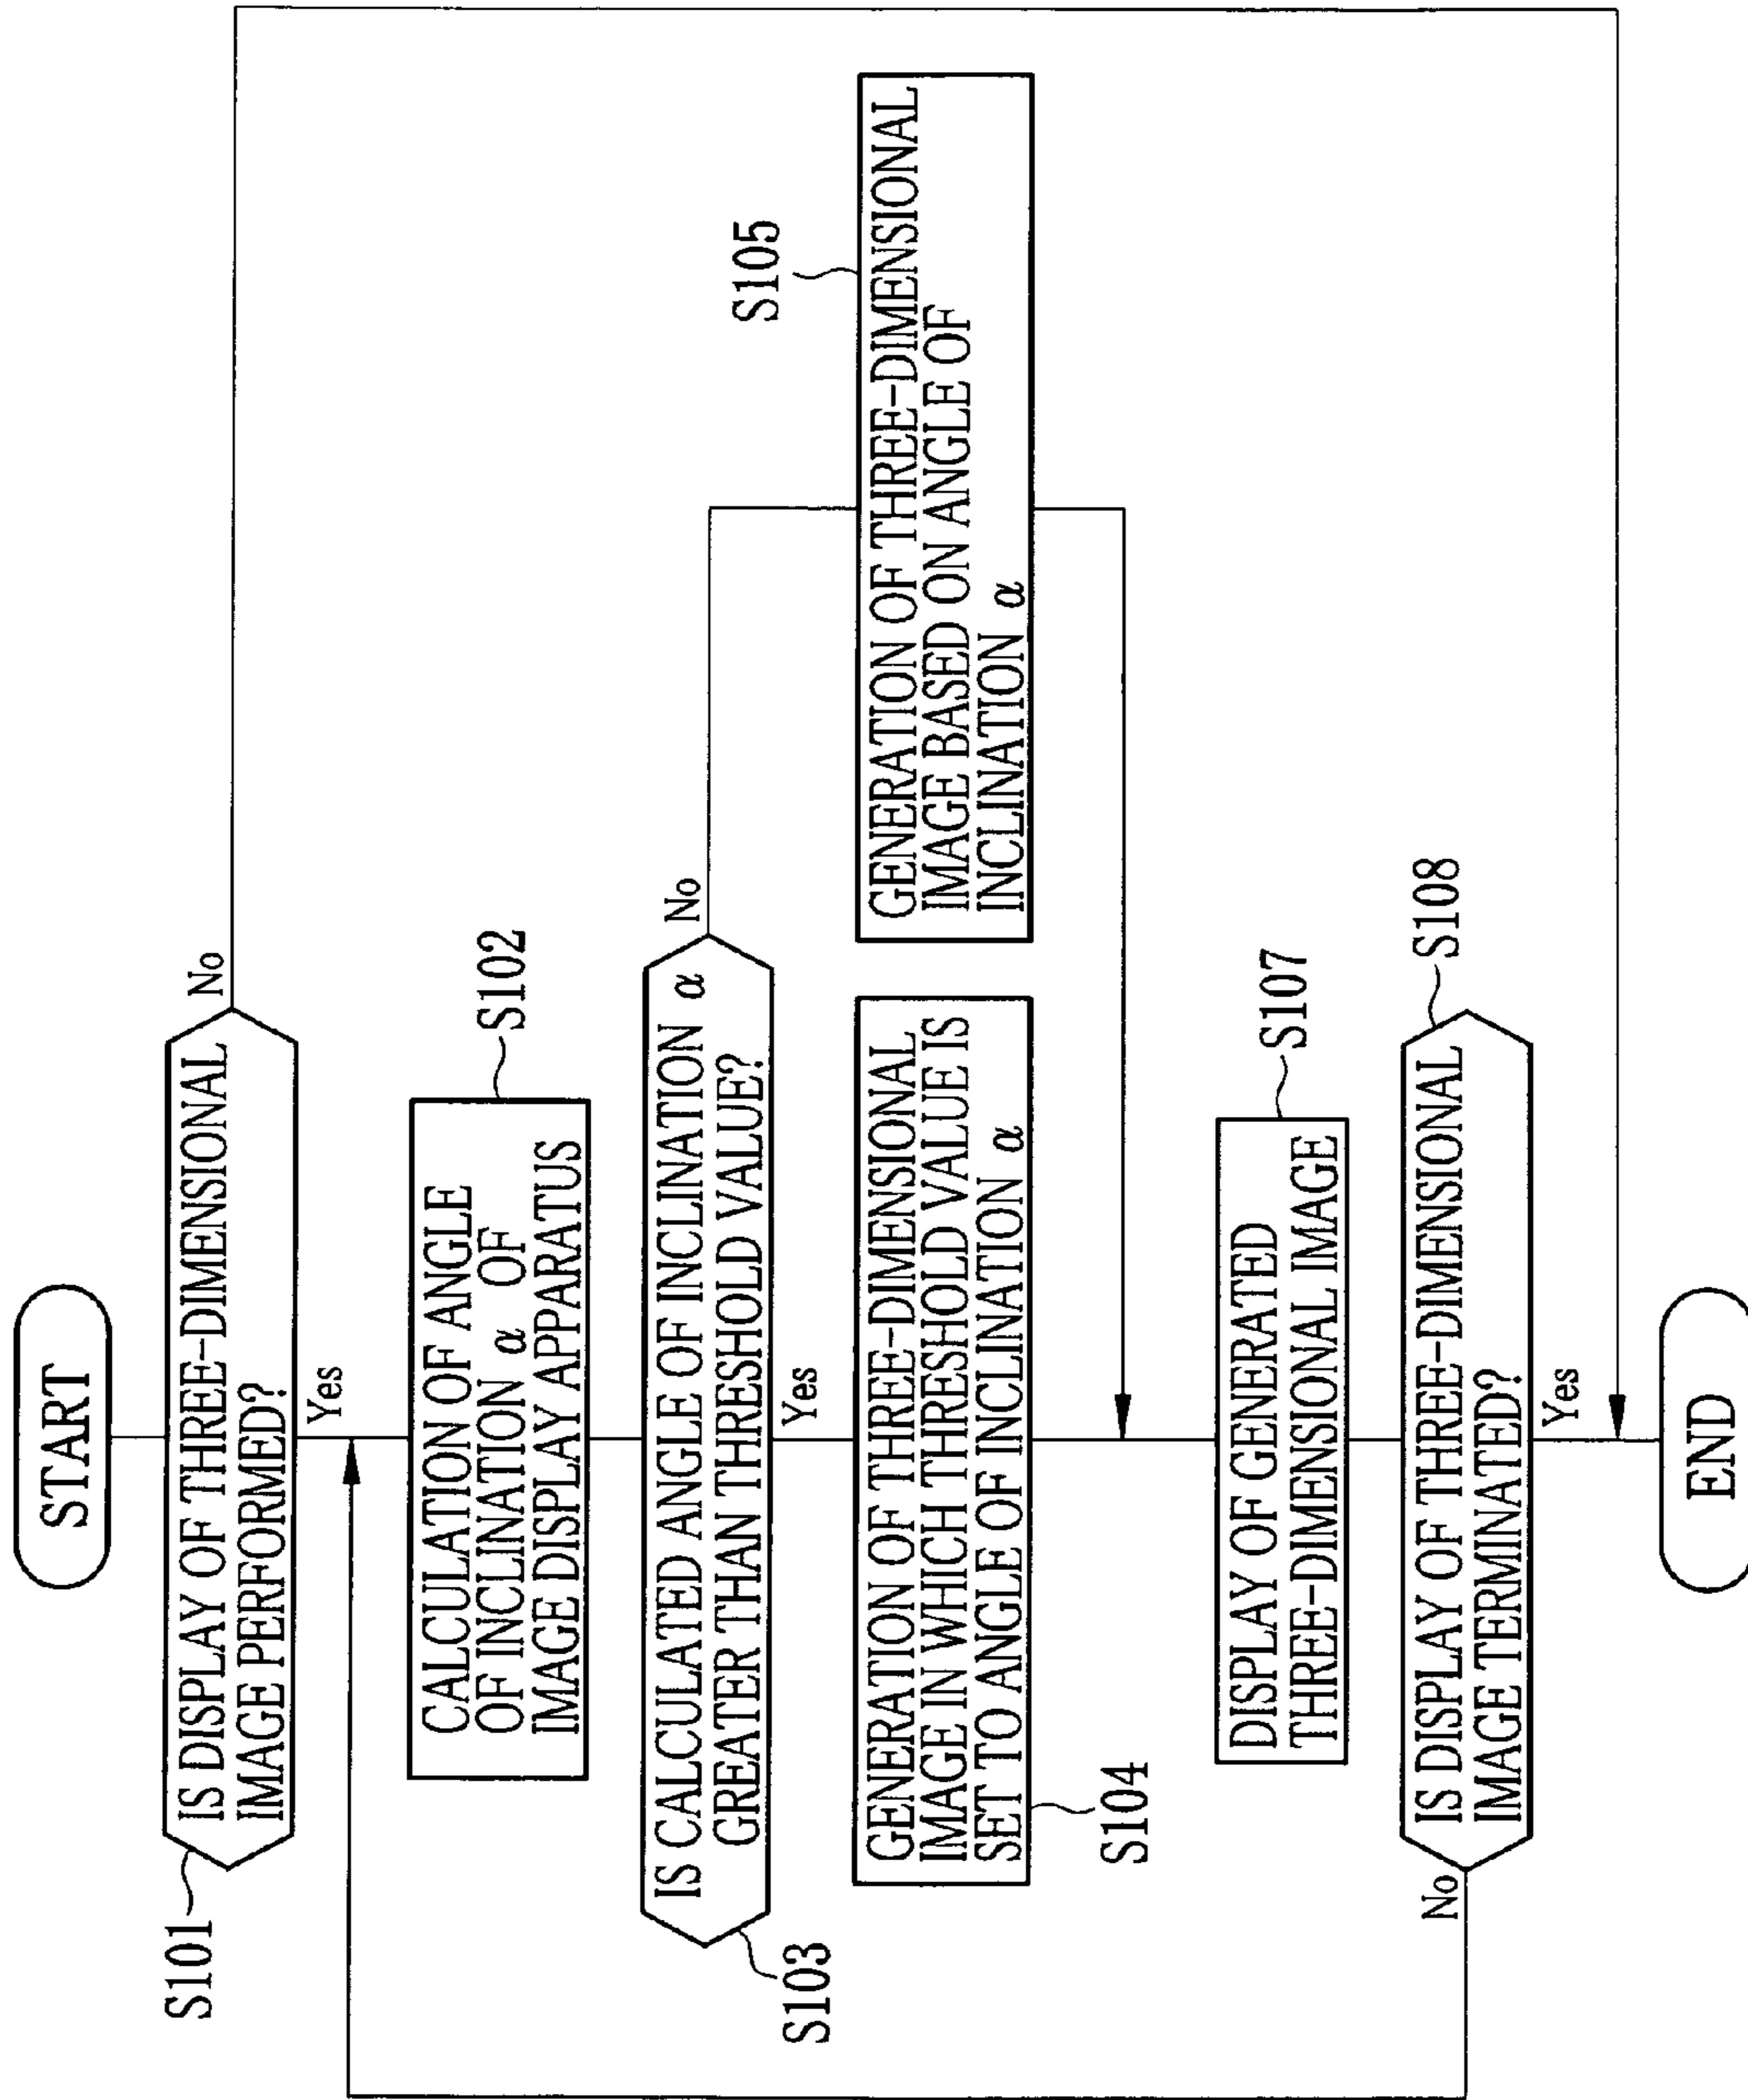 START
S101
IS DISPLAY OF THREE-DIMENSIONAL
IMAGE PERFORMED?
No
Yes
S102
CALCULATION OF ANGLE
OF INCLINATION α OF
IMAGE DISPLAY APPARATUS
S103
IS CALCULATED ANGLE OF INCLINATION α
GREATER THAN THRESHOLD VALUE?
No
Yes
S104
GENERATION OF THREE-DIMENSIONAL
IMAGE IN WHICH THRESHOLD VALUE IS
SET TO ANGLE OF INCLINATION α
S105
GENERATION OF THREE-DIMENSIONAL
IMAGE BASED ON ANGLE OF
INCLINATION α
S107
DISPLAY OF GENERATED
THREE-DIMENSIONAL IMAGE
S108
IS DISPLAY OF THREE-DIMENSIONAL
IMAGE TERMINATED?
No
Yes
END